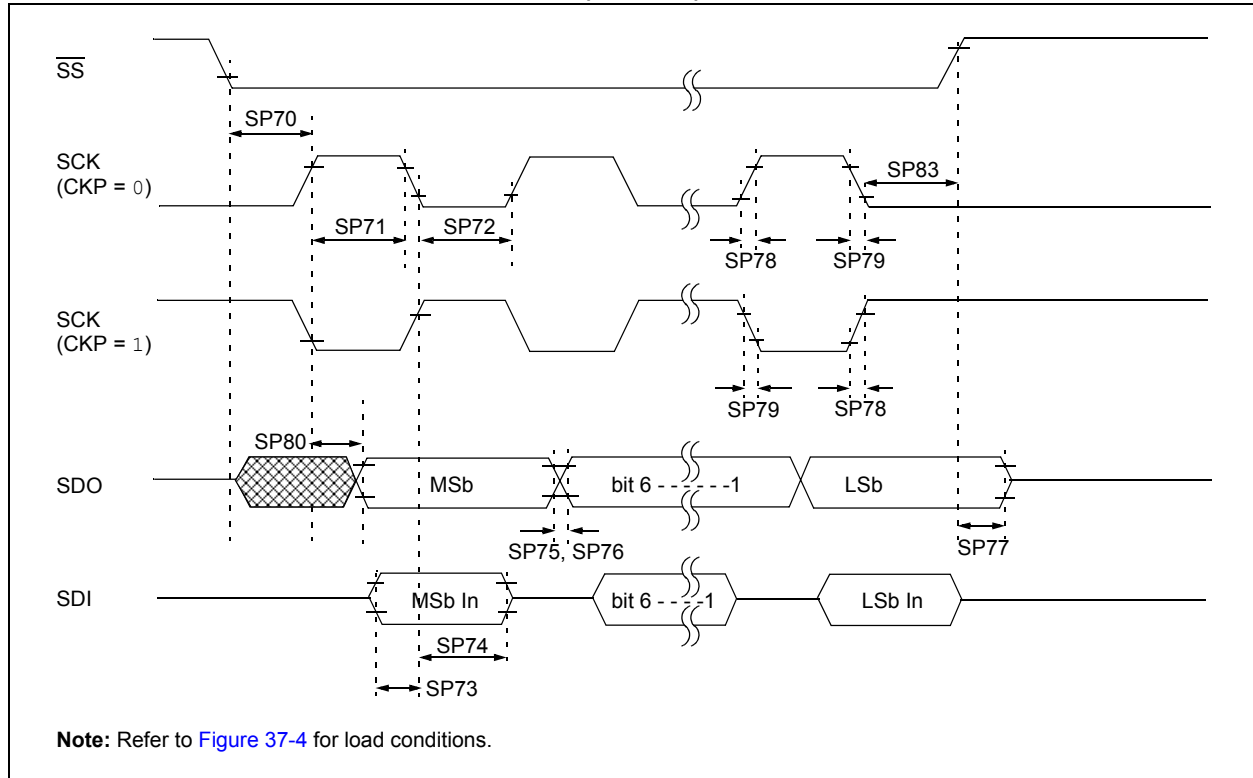 SS
SP70
SCK
(CKP = 0)
SP83
SP71
SP72
SP78
SP79
SCK
(CKP = 1)
SP79
SP78
SP80
SDO
MSb
bit 6 - - - - - -1
LSb
SP75, SP76
SP77
SDI
MSb In
bit 6 - - - -1
LSb In
SP74
SP73
Note: Refer to Figure 37-4 for load conditions.